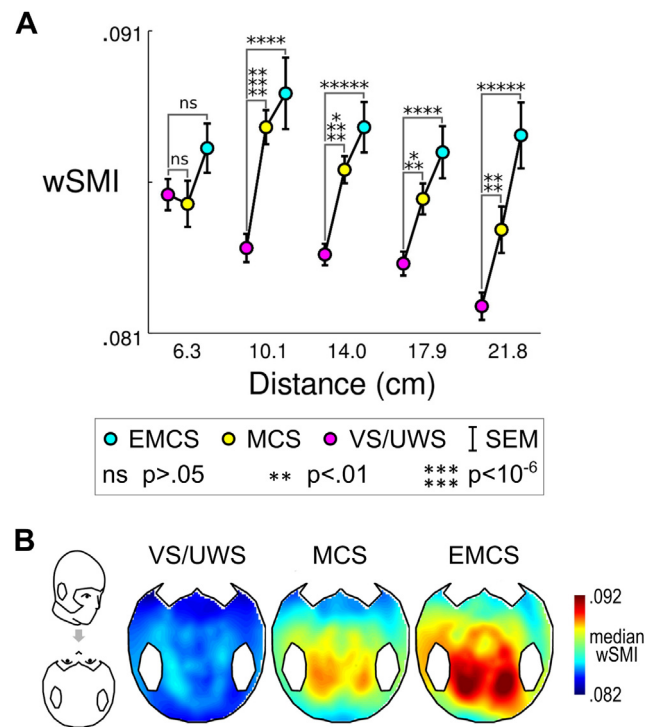 A
.091
wSMI
.081
ns
ns
****
***
***
*****
*
**
**
****
*
**
*****
**
**
6.3 10.1 14.0 17.9 21.8
Distance (cm)
EMCS MCS VS/UWS SEM
ns p>.05 ** p<.01 *** *** p<10⁻⁶
B
VS/UWS MCS EMCS
.092
median
wSMI
.082